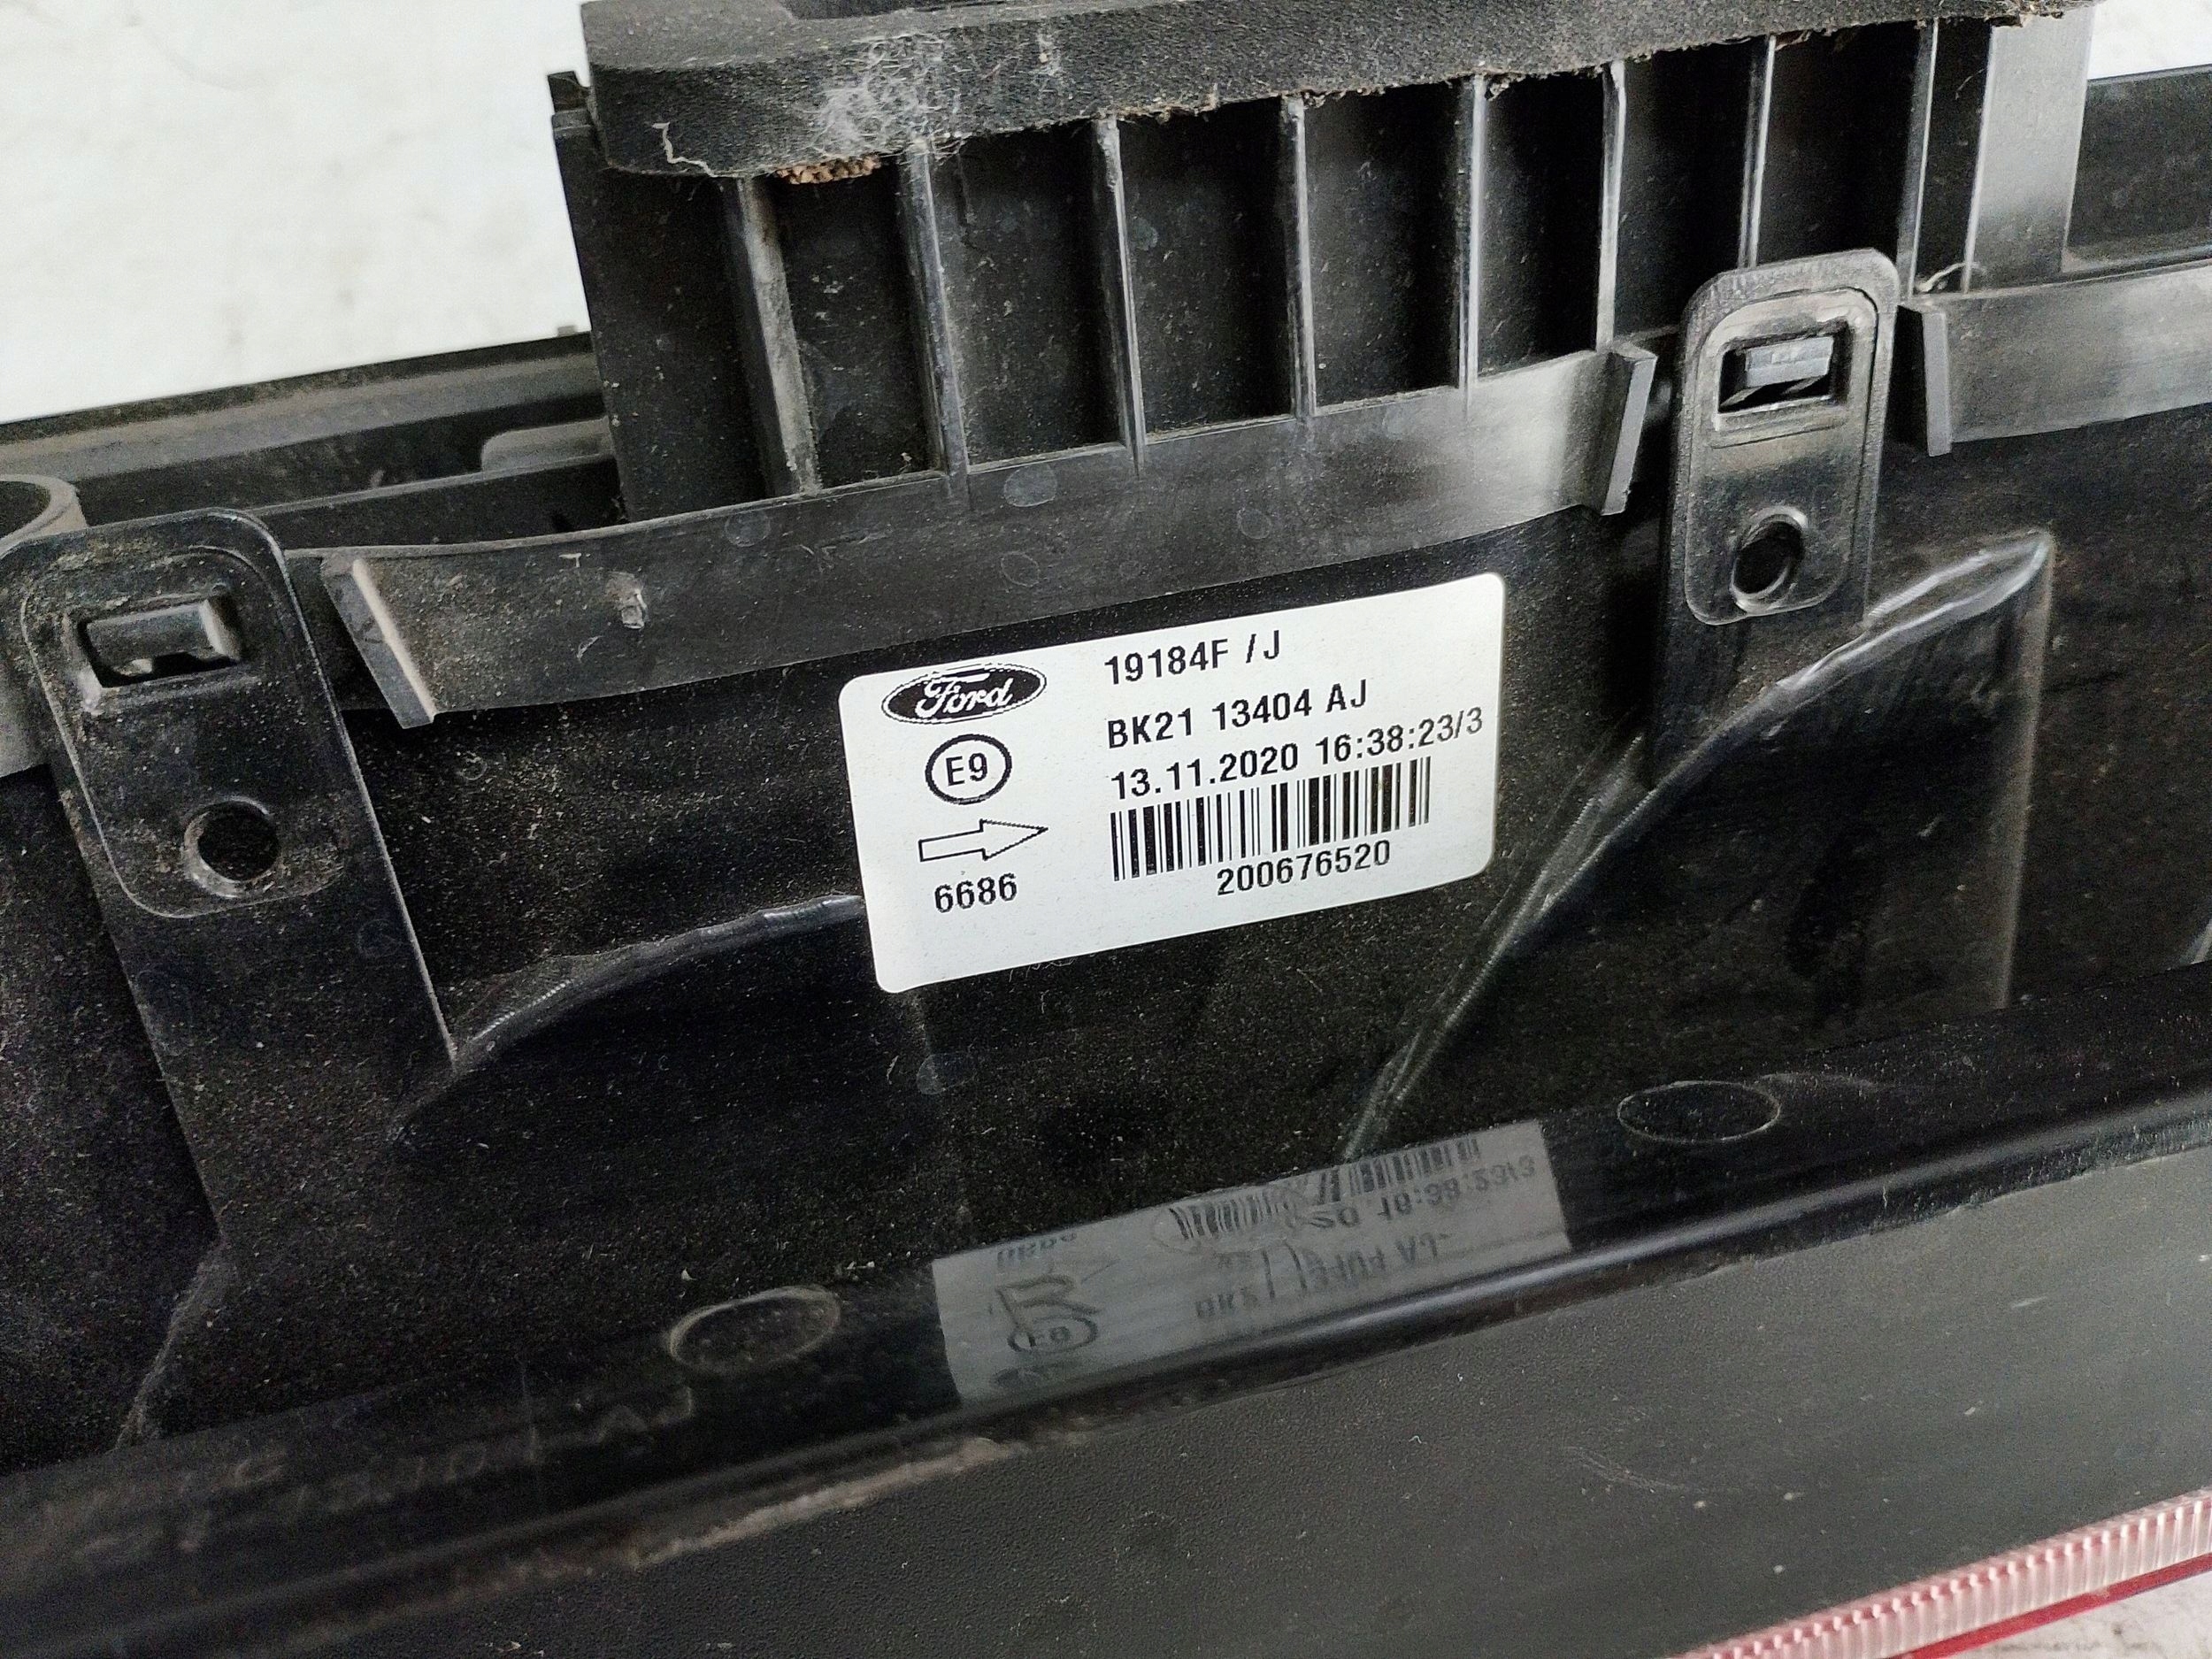 Ford
19184F /J
BK21 13404 AJ
13.11.2020 16:38:23/3
E9
6686
200676520